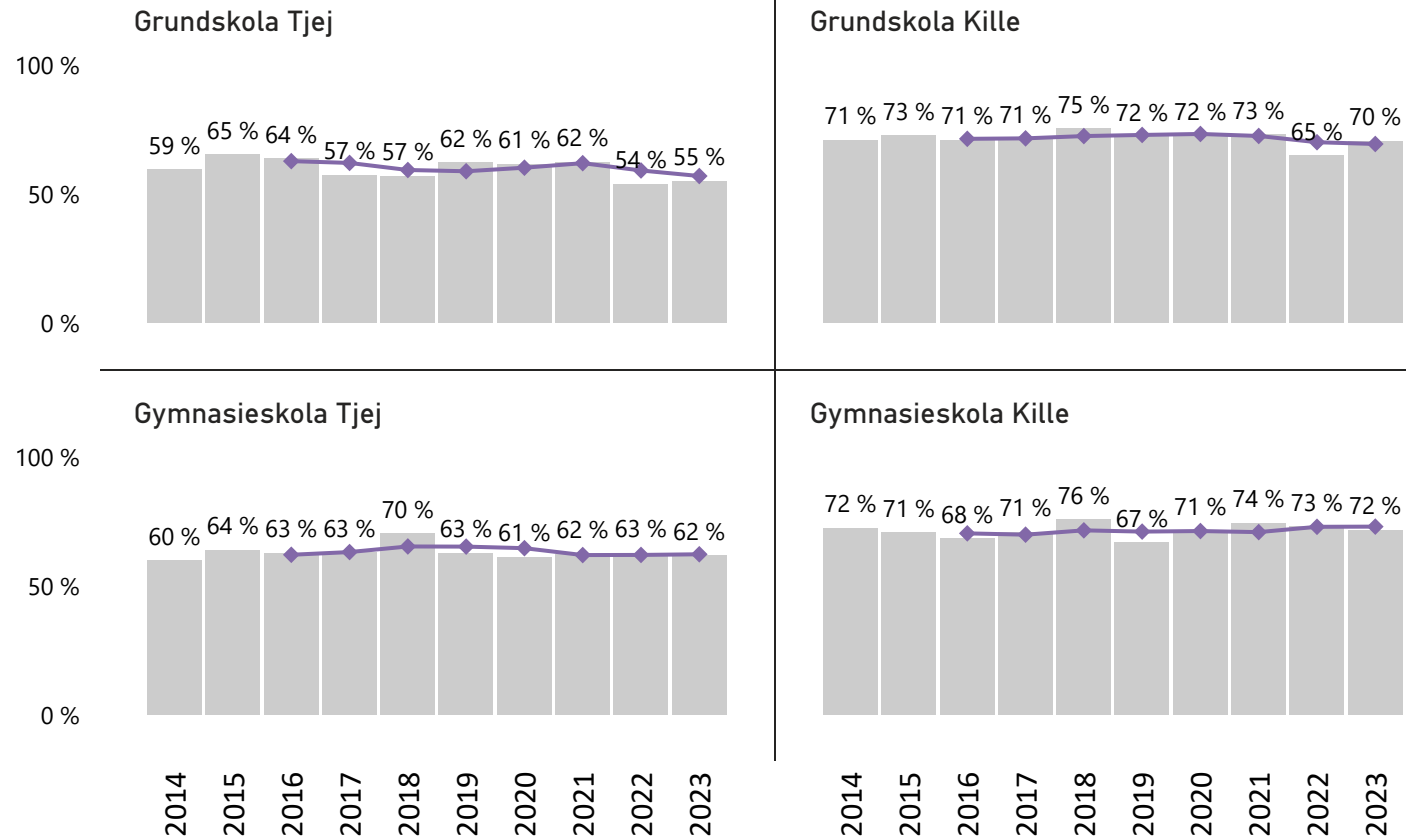 Grundskola Tjej
100 %
50 %
0 %
59 % 65 % 64 % 57 % 57 % 62 % 61 % 62 % 54 % 55 %
Grundskola Kille
71 % 73 % 71 % 71 % 75 % 72 % 72 % 73 % 65 % 70 %
Gymnasieskola Tjej
100 %
50 %
0 %
60 % 64 % 63 % 63 % 70 % 63 % 61 % 62 % 63 % 62 %
Gymnasieskola Kille
72 % 71 % 68 % 71 % 76 % 67 % 71 % 74 % 73 % 72 %
2014 2015 2016 2017 2018 2019 2020 2021 2022 2023
2014 2015 2016 2017 2018 2019 2020 2021 2022 2023